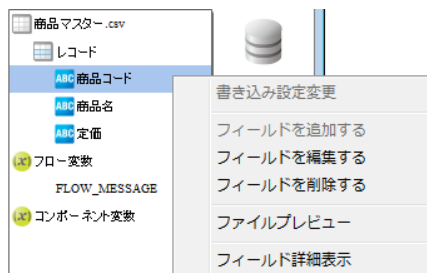 商品マスター.csv
レコード
ABC 商品コード
ABC 商品名
ABC 定価
(x) フロー変数
FLOW_MESSAGE
(x) コンポーネント変数
書き込み設定変更
フィールドを追加する
フィールドを編集する
フィールドを削除する
ファイルプレビュー
フィールド詳細表示